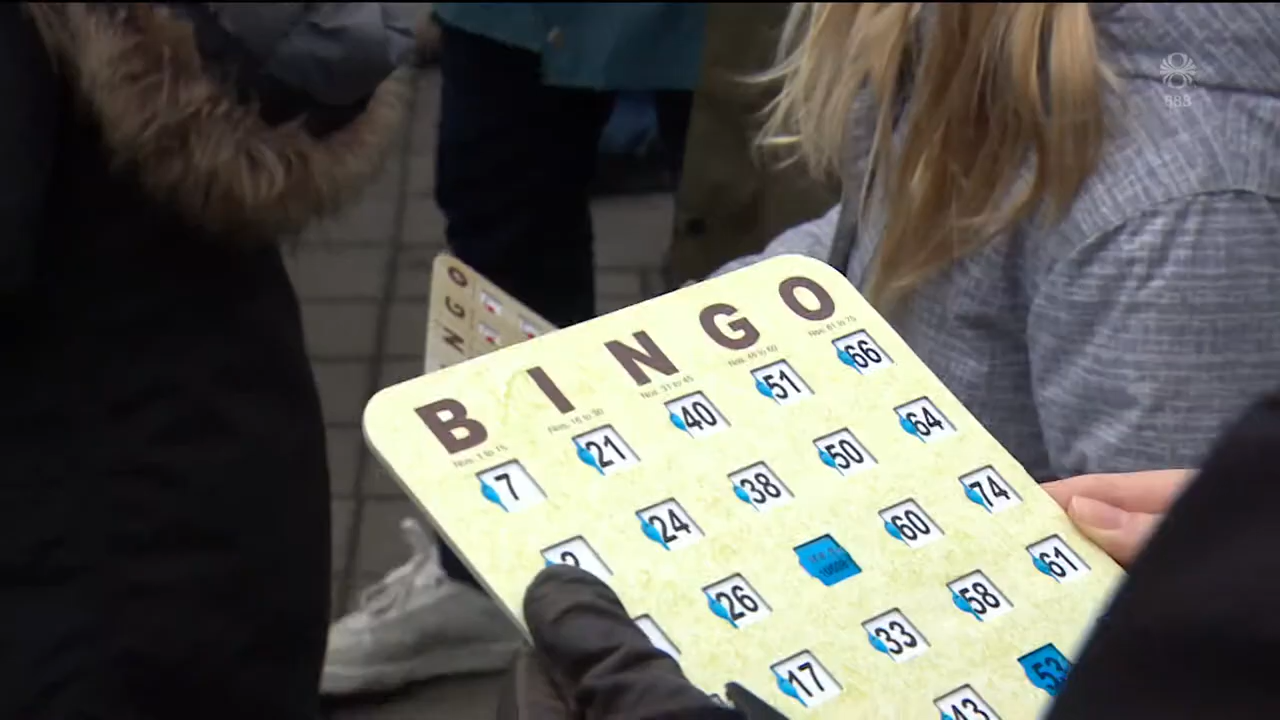 888
B I N G O
Nos. 1 to 15 Nos. 16 to 30 Nos. 31 to 45 Nos. 46 to 60 Nos. 61 to 75
7 21 40 51 66
2 24 38 50 64
26 60 74
17 33 58 61
43 53
O
G
N